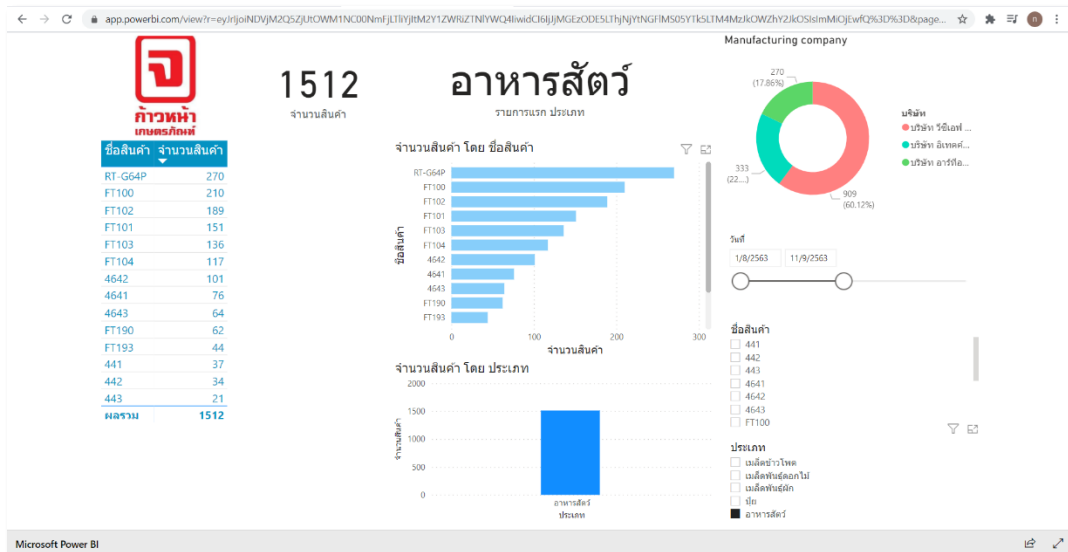 Manufacturing company
จ
ก้าวหน้า
เกษตรภัณฑ์
1512
จำนวนสินค้า
อาหารสัตว์
รายการแรก ประเภท
ชื่อสินค้า จำนวนสินค้า
RT-G64P 270
FT100 210
FT102 189
FT101 151
FT103 136
FT104 117
4642 101
4641 76
4643 64
FT190 62
FT193 44
441 37
442 34
443 21
ผลรวม 1512
จำนวนสินค้า โดย ชื่อสินค้า
ชื่อสินค้า
RT-G64P
FT100
FT102
FT101
FT103
FT104
4642
4641
4643
FT190
FT193
0 100 200 300
จำนวนสินค้า
จำนวนสินค้า โดย ประเภท
จำนวนสินค้า
2000
1500
1000
500
0
อาหารสัตว์
ประเภท
270
(17.86%)
333
(22....)
909
(60.12%)
บริษัท
บริษัท วีซีเอฟ ...
บริษัท อิเทคค์...
บริษัท อาร์ทีอ...
วันที่
1/8/2563 11/9/2563
ชื่อสินค้า
441
442
443
4641
4642
4643
FT100
ประเภท
เมล็ดข้าวโพด
เมล็ดพันธุ์ดอกไม้
เมล็ดพันธุ์ผัก
ปุ๋ย
อาหารสัตว์
Microsoft Power BI